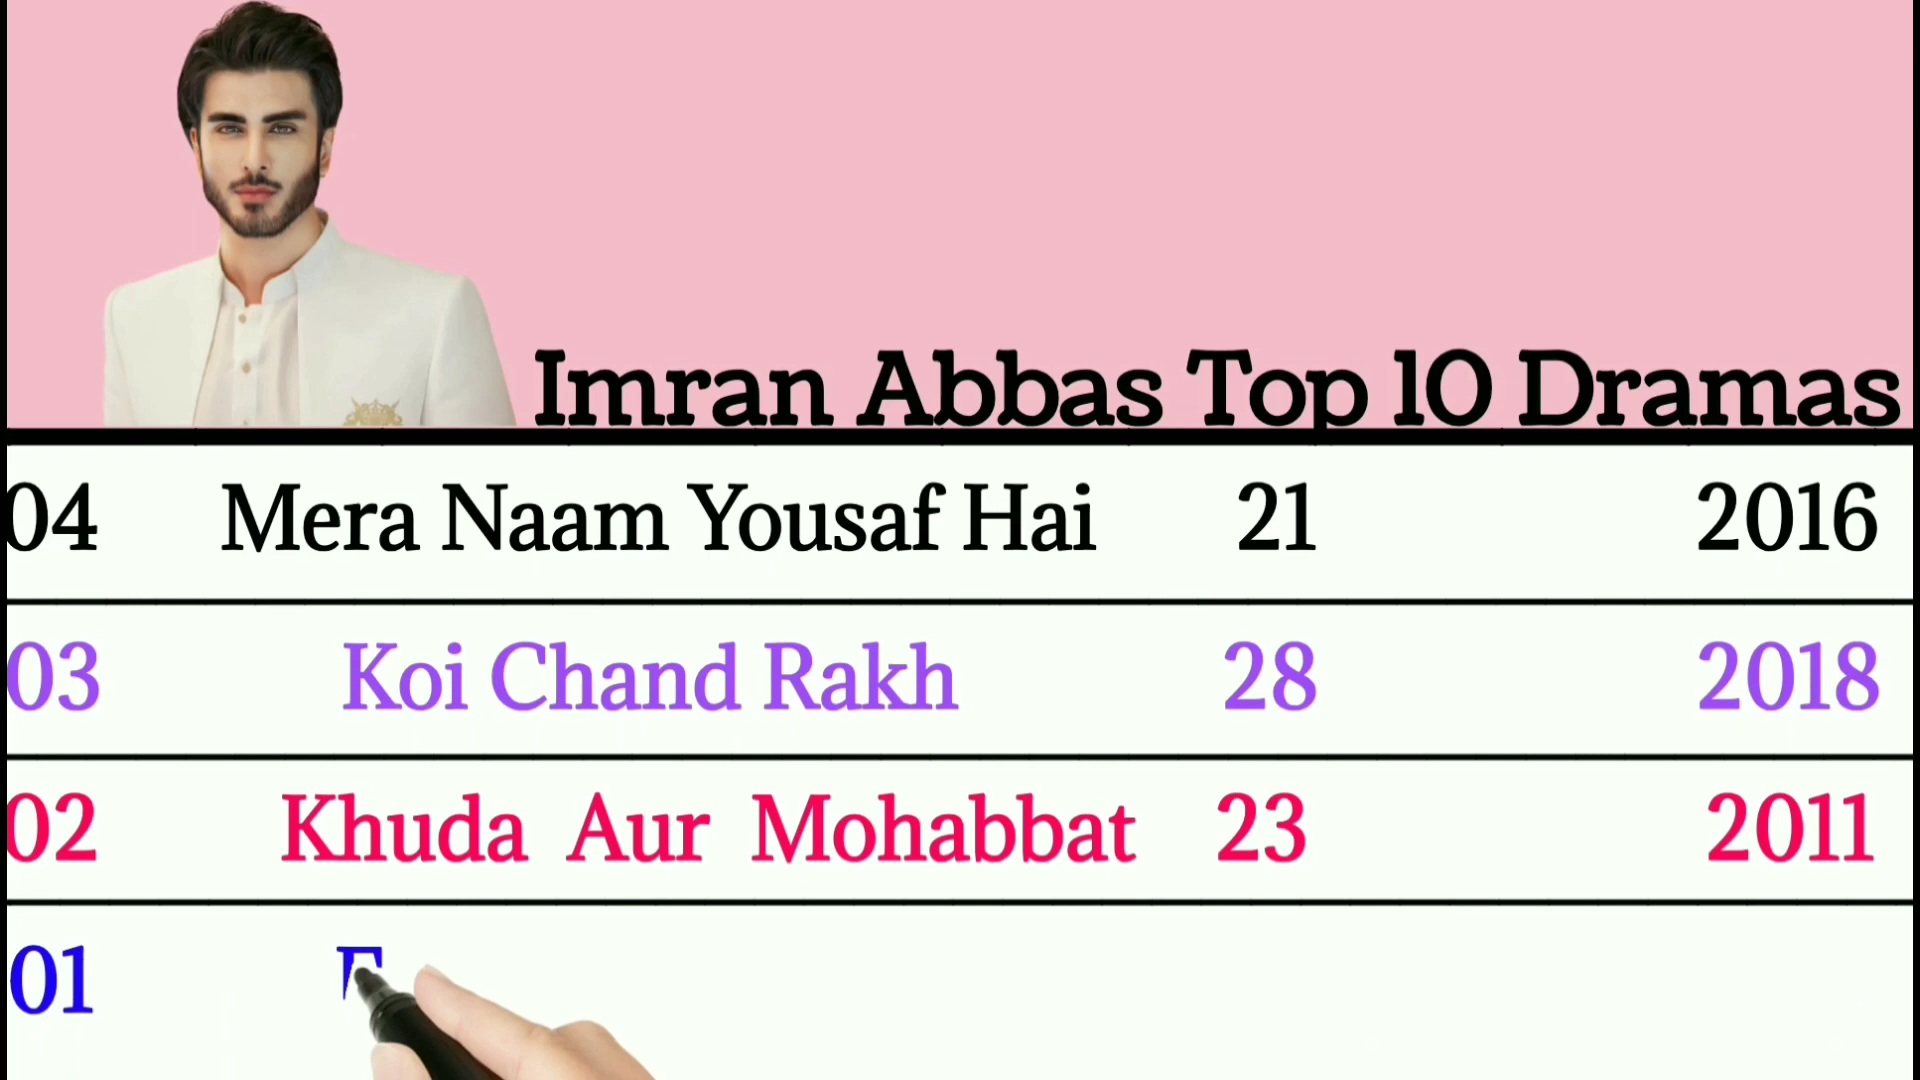 Imran Abbas Top 10 Dramas
04 Mera Naam Yousaf Hai 21 2016
03 Koi Chand Rakh 28 2018
02 Khuda Aur Mohabbat 23 2011
01